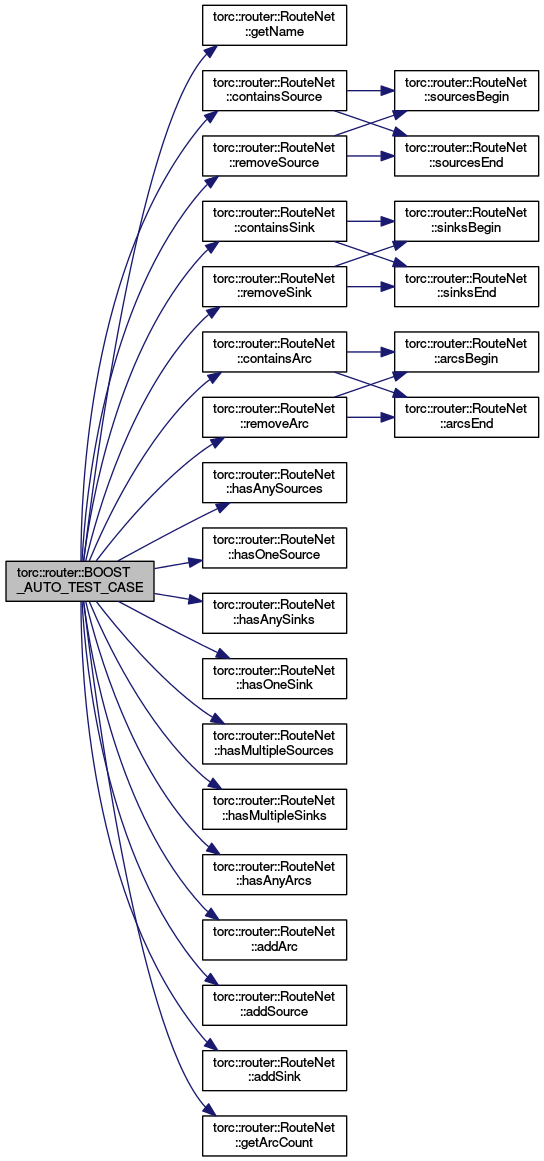 torc::router::RouteNet
::getName
torc::router::RouteNet
::containsSource
torc::router::RouteNet
::sourcesBegin
torc::router::RouteNet
::removeSource
torc::router::RouteNet
::sourcesEnd
torc::router::RouteNet
::containsSink
torc::router::RouteNet
::sinksBegin
torc::router::RouteNet
::removeSink
torc::router::RouteNet
::sinksEnd
torc::router::RouteNet
::containsArc
torc::router::RouteNet
::arcsBegin
torc::router::RouteNet
::removeArc
torc::router::RouteNet
::arcsEnd
torc::router::RouteNet
::hasAnySources
torc::router::RouteNet
::hasOneSource
torc::router::BOOST
_AUTO_TEST_CASE
torc::router::RouteNet
::hasAnySinks
torc::router::RouteNet
::hasOneSink
torc::router::RouteNet
::hasMultipleSources
torc::router::RouteNet
::hasMultipleSinks
torc::router::RouteNet
::hasAnyArcs
torc::router::RouteNet
::addArc
torc::router::RouteNet
::addSource
torc::router::RouteNet
::addSink
torc::router::RouteNet
::getArcCount